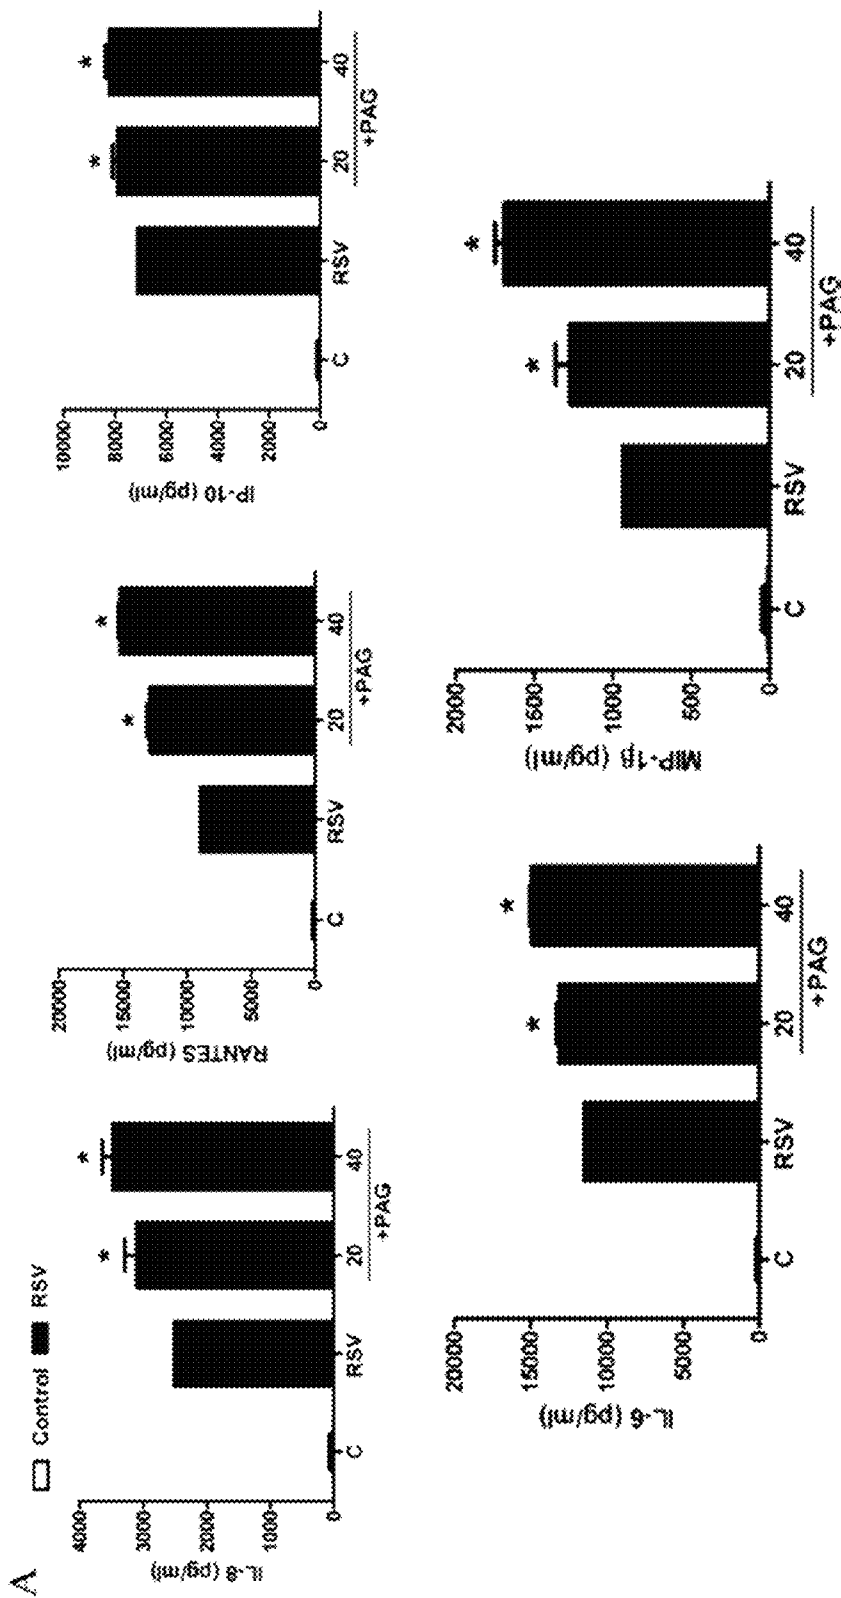 A
Control RSV
IL-8 (pg/ml)
4000
3000
2000
1000
0
C RSV 20 40
+PAG
* *
RANTES (pg/ml)
20000
15000
10000
5000
0
C RSV 20 40
+PAG
* *
IP-10 (pg/ml)
10000
8000
6000
4000
2000
0
C RSV 20 40
+PAG
* *
IL-6 (pg/ml)
20000
15000
10000
5000
0
C RSV 20 40
+PAG
* *
MIP-1β (pg/ml)
2000
1500
1000
500
0
C RSV 20 40
+PAG
* *